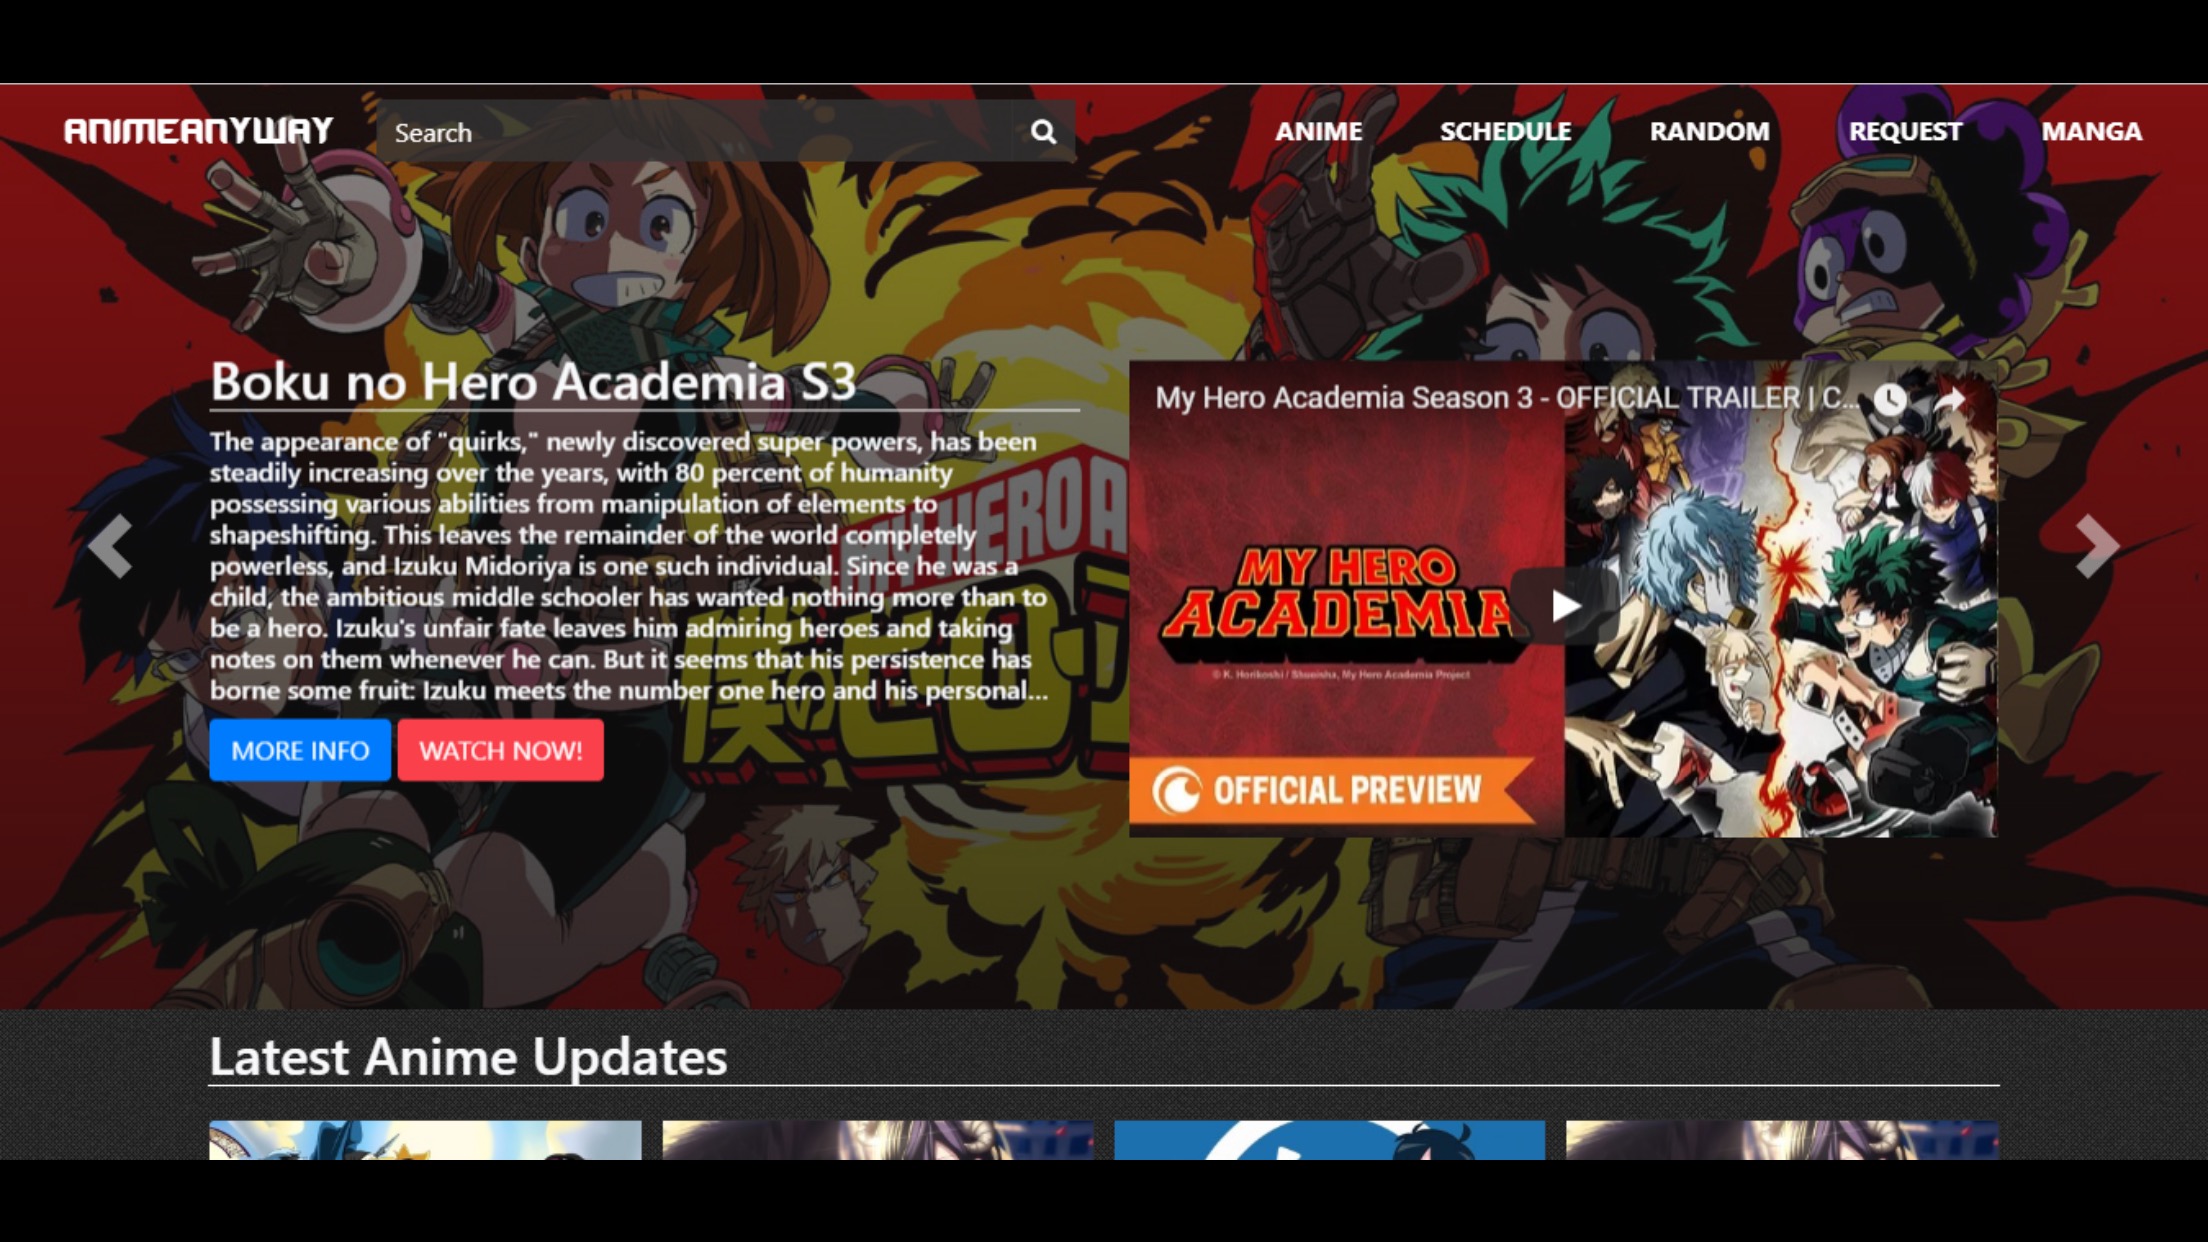 ANIMEANYWAY
Search
ANIME
SCHEDULE
RANDOM
REQUEST
MANGA
Boku no Hero Academia S3
The appearance of "quirks," newly discovered super powers, has been
steadily increasing over the years, with 80 percent of humanity
possessing various abilities from manipulation of elements to
shapeshifting. This leaves the remainder of the world completely
powerless, and Izuku Midoriya is one such individual. Since he was a
child, the ambitious middle schooler has wanted nothing more than to
be a hero. Izuku's unfair fate leaves him admiring heroes and taking
notes on them whenever he can. But it seems that his persistence has
borne some fruit: Izuku meets the number one hero and his personal...
MORE INFO
WATCH NOW!
MY HERO A
僕のヒロ
My Hero Academia Season 3 - OFFICIAL TRAILER | C...
MY HERO
ACADEMIA
© K. Horikoshi / Shueisha, My Hero Academia Project
OFFICIAL PREVIEW
Latest Anime Updates